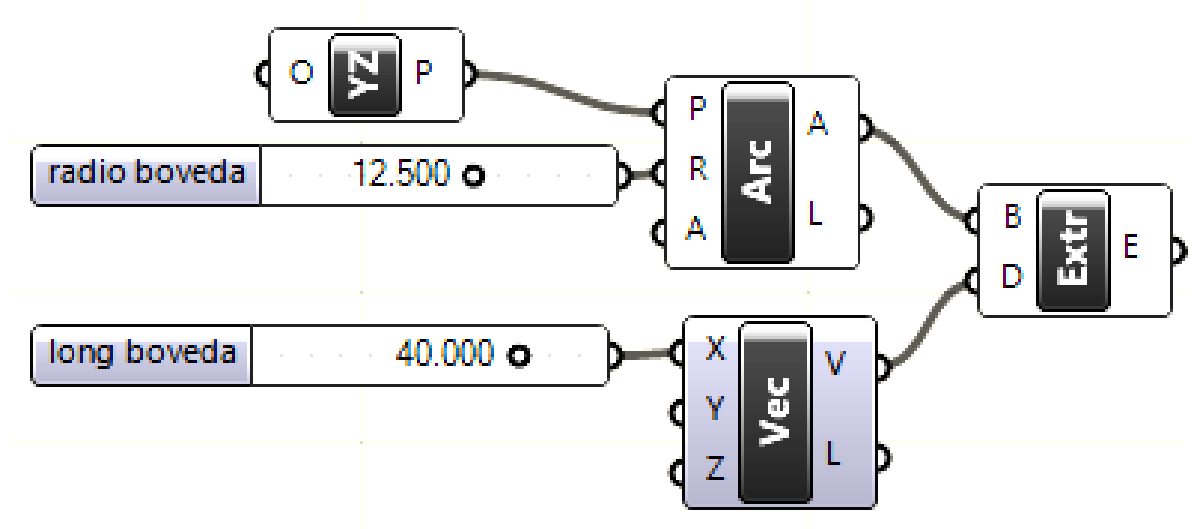 O YZ P
radio boveda 12.500
P R A Arc A L
long boveda 40.000
X Y Z Vec V L
B D Extr E